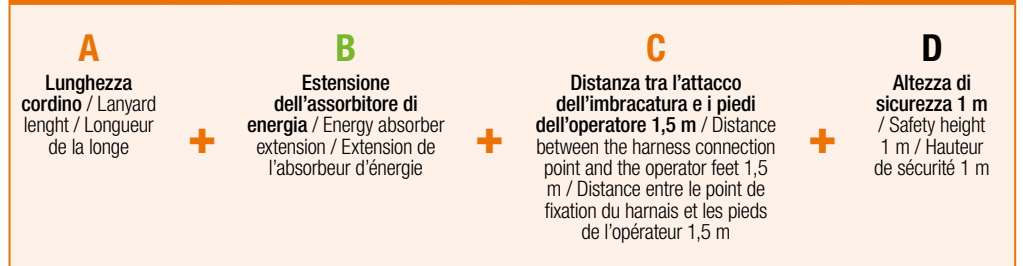 A
Lunghezza
cordino / Lanyard
lenght / Longueur
de la longe
+
B
Estensione
dell'assorbitore di
energia / Energy absorber
extension / Extension de
l'absorbeur d'énergie
+
C
Distanza tra l'attacco
dell'imbracatura e i piedi
dell'operatore 1,5 m / Distance
between the harness connection
point and the operator feet 1,5
m / Distance entre le point de
fixation du harnais et les pieds
de l'opérateur 1,5 m
+
D
Altezza di
sicurezza 1 m
/ Safety height
1 m / Hauteur
de sécurité 1 m